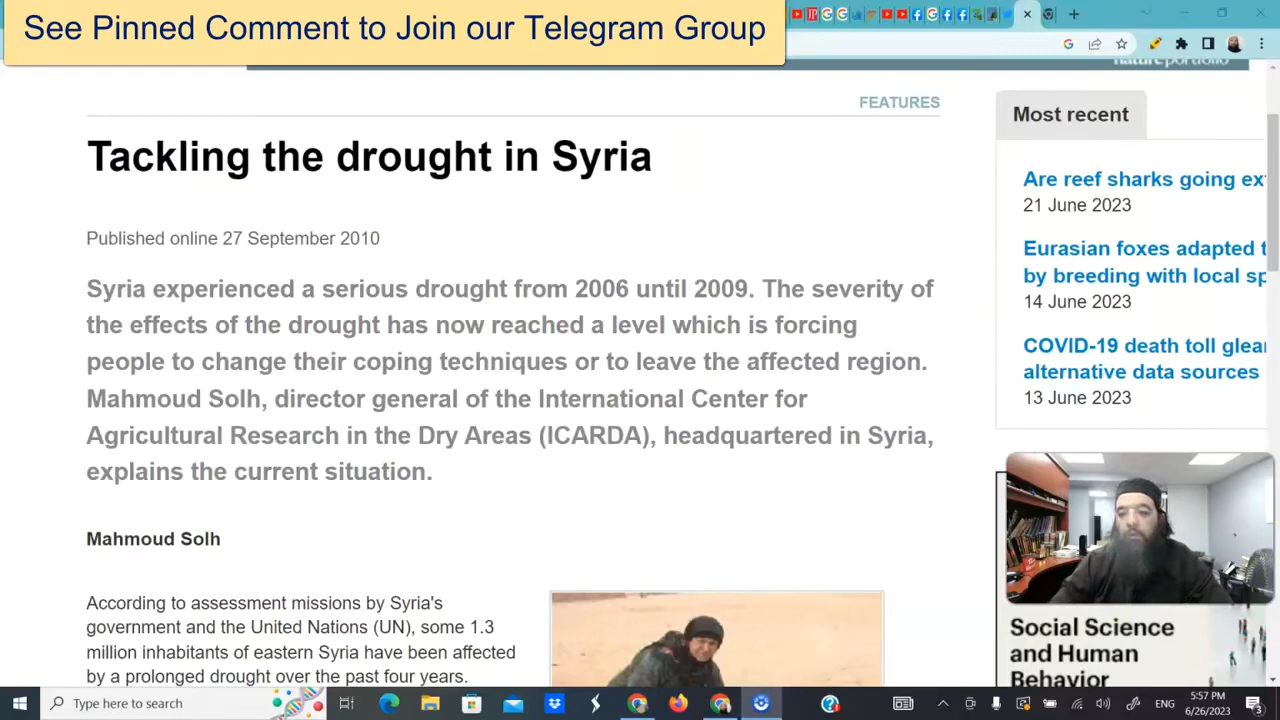 See Pinned Comment to Join our Telegram Group
nature portfolio
FEATURES
Tackling the drought in Syria
Published online 27 September 2010
Syria experienced a serious drought from 2006 until 2009. The severity of
the effects of the drought has now reached a level which is forcing
people to change their coping techniques or to leave the affected region.
Mahmoud Solh, director general of the International Center for
Agricultural Research in the Dry Areas (ICARDA), headquartered in Syria,
explains the current situation.
Mahmoud Solh
According to assessment missions by Syria's
government and the United Nations (UN), some 1.3
million inhabitants of eastern Syria have been affected
by a prolonged drought over the past four years.
Most recent
Are reef sharks going ex
21 June 2023
Eurasian foxes adapted t
by breeding with local sp
14 June 2023
COVID-19 death toll glea
alternative data sources
13 June 2023
Social Science
and Human
Behavior
Type here to search
ENG
5:57 PM
6/26/2023
3